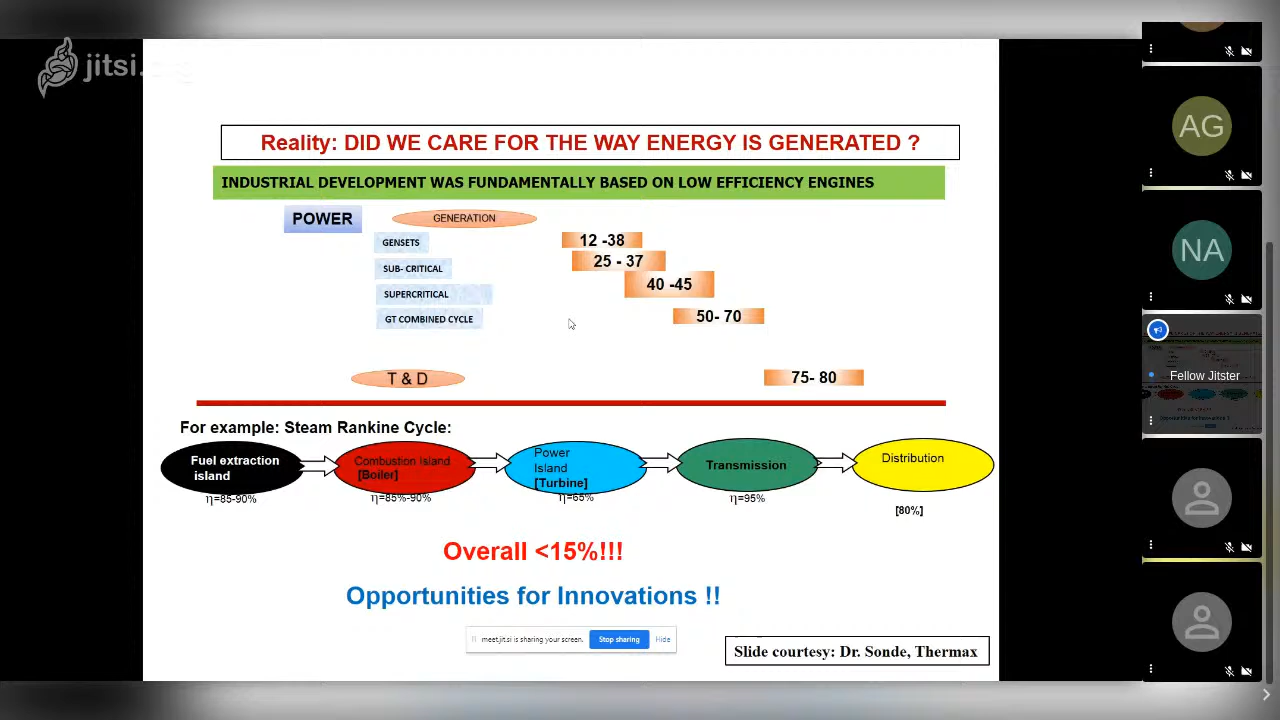 jitsi.
Reality: DID WE CARE FOR THE WAY ENERGY IS GENERATED ?
INDUSTRIAL DEVELOPMENT WAS FUNDAMENTALLY BASED ON LOW EFFICIENCY ENGINES
POWER
GENERATION
GENSETS
12 -38
SUB- CRITICAL
25 - 37
SUPERCRITICAL
40 -45
GT COMBINED CYCLE
50- 70
T & D
75- 80
For example: Steam Rankine Cycle:
Fuel extraction
island
η=85-90%
Combustion Island
[Boiler]
η=85%-90%
Power
Island
[Turbine]
η=65%
Transmission
η=95%
Distribution
[80%]
Overall <15%!!!
Opportunities for Innovations !!
meet.jit.si is sharing your screen.
Stop sharing
Hide
Slide courtesy: Dr. Sonde, Thermax
AG
NA
Fellow Jitster